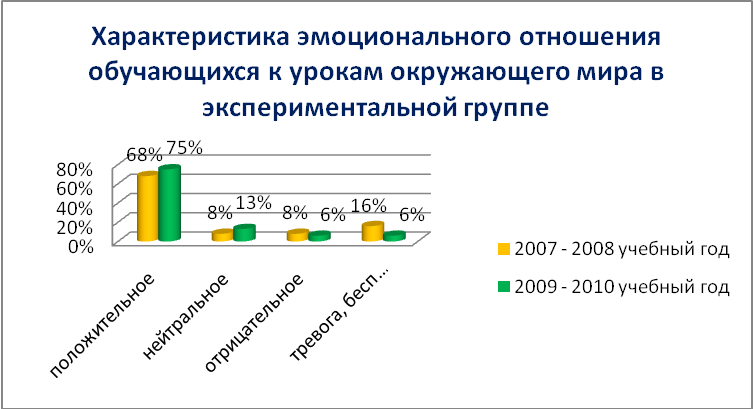 Характеристика эмоционального отношения
обучающихся к урокам окружающего мира в
экспериментальной группе
68% 75%
8% 13% 8% 6% 16% 6%
80%
60%
40%
20%
0%
положительное
нейтральное
отрицательное
тревога, бесп...
2007 - 2008 учебный год
2009 - 2010 учебный год